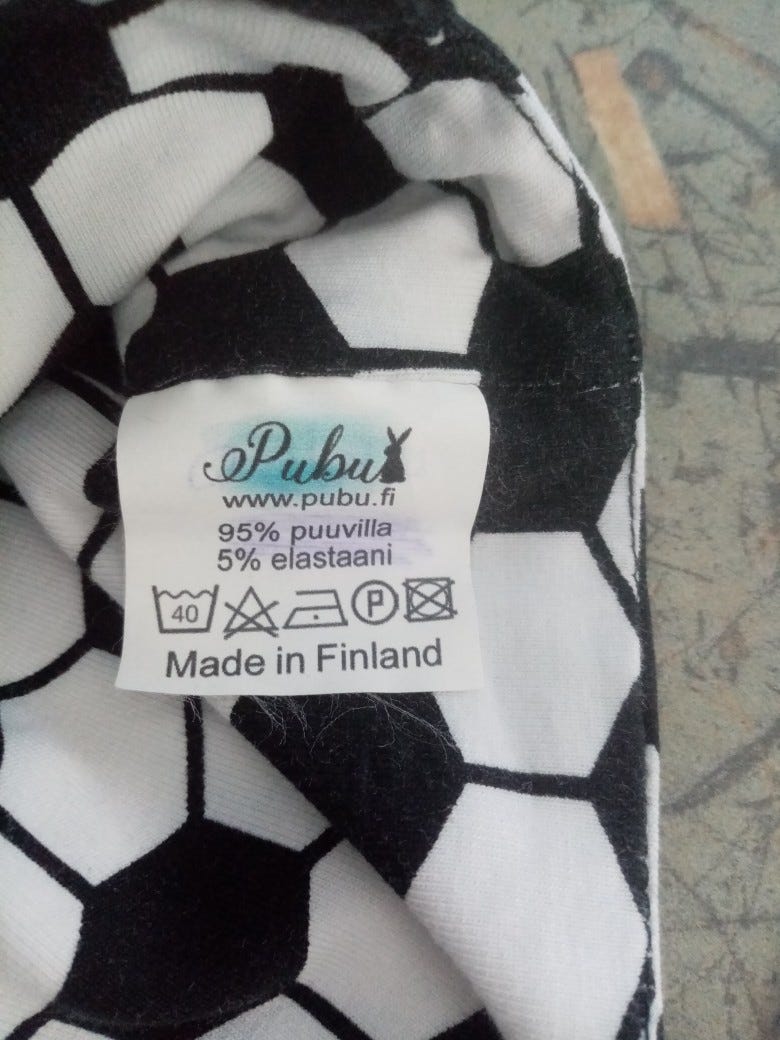 Pubu
www.pubu.fi
95% puuvilla
5% elastaani
40 P
Made in Finland